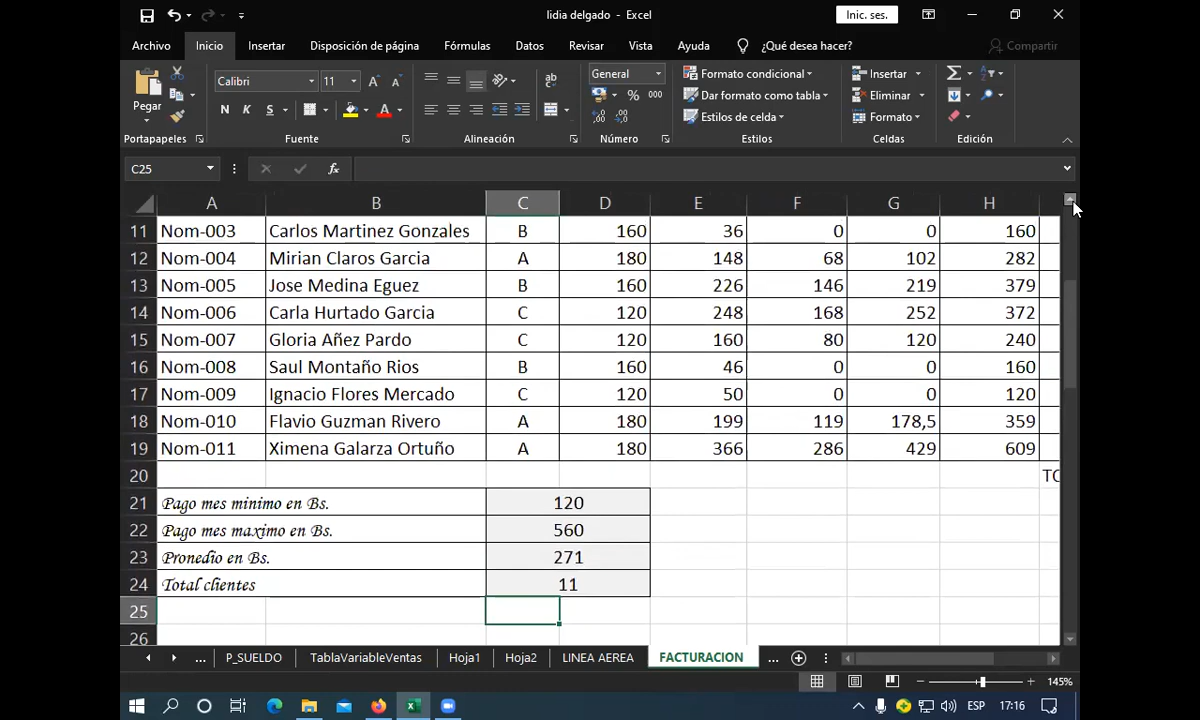 lidia delgado - Excel
Inic. ses.
Archivo Inicio Insertar Disposición de página Fórmulas Datos Revisar Vista Ayuda ¿Qué desea hacer? Compartir
Pegar
Calibri 11
N K S
General
% 000
Formato condicional
Dar formato como tabla
Estilos de celda
Insertar
Eliminar
Formato
Portapapeles Fuente Alineación Número Estilos Celdas Edición
C25 fx
A B C D E F G H
11 Nom-003 Carlos Martinez Gonzales B 160 36 0 0 160
12 Nom-004 Mirian Claros Garcia A 180 148 68 102 282
13 Nom-005 Jose Medina Eguez B 160 226 146 219 379
14 Nom-006 Carla Hurtado Garcia C 120 248 168 252 372
15 Nom-007 Gloria Añez Pardo C 120 160 80 120 240
16 Nom-008 Saul Montaño Rios B 160 46 0 0 160
17 Nom-009 Ignacio Flores Mercado C 120 50 0 0 120
18 Nom-010 Flavio Guzman Rivero A 180 199 119 178,5 359
19 Nom-011 Ximena Galarza Ortuño A 180 366 286 429 609
20 TO
21 Pago mes minimo en Bs. 120
22 Pago mes maximo en Bs. 560
23 Pronedio en Bs. 271
24 Total clientes 11
25
26
... P_SUELDO TablaVariableVentas Hoja1 Hoja2 LINEA AEREA FACTURACION ...
145%
ESP 17:16